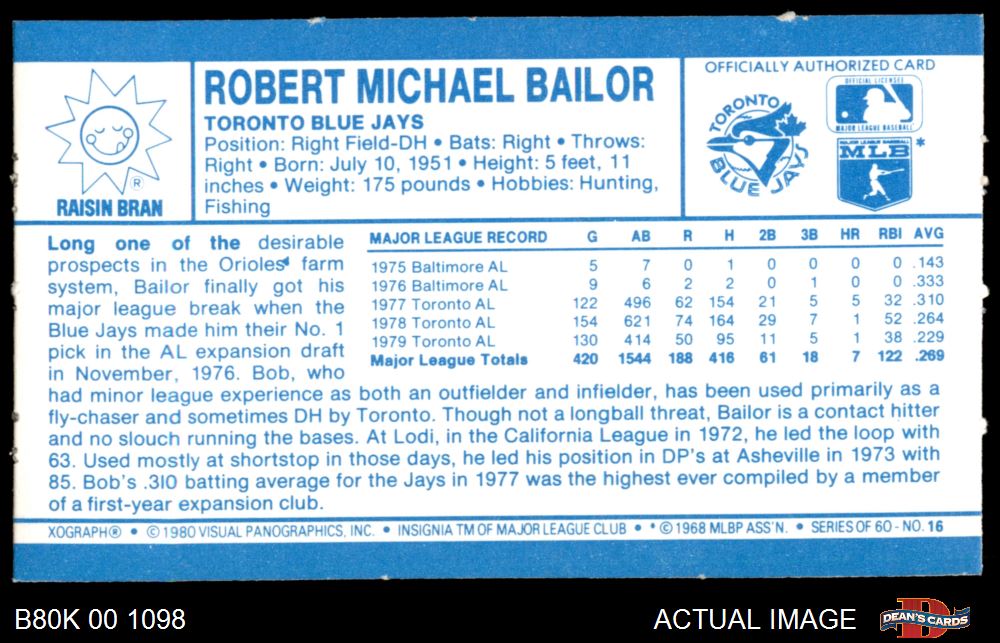 RAISIN BRAN
®
ROBERT MICHAEL BAILOR
TORONTO BLUE JAYS
Position: Right Field-DH • Bats: Right • Throws:
Right • Born: July 10, 1951 • Height: 5 feet, 11
inches • Weight: 175 pounds • Hobbies: Hunting,
Fishing
OFFICIALLY AUTHORIZED CARD
TORONTO
BLUE JAYS
OFFICIAL LICENSEE
MAJOR LEAGUE BASEBALL
MAJOR LEAGUE BASEBALL
MLB *
Long one of the desirable
prospects in the Orioles' farm
system, Bailor finally got his
major league break when the
Blue Jays made him their No. 1
pick in the AL expansion draft
in November, 1976. Bob, who
MAJOR LEAGUE RECORD G AB R H 2B 3B HR RBI AVG
1975 Baltimore AL 5 7 0 1 0 0 0 0 .143
1976 Baltimore AL 9 6 2 2 0 1 0 0 .333
1977 Toronto AL 122 496 62 154 21 5 5 32 .310
1978 Toronto AL 154 621 74 164 29 7 1 52 .264
1979 Toronto AL 130 414 50 95 11 5 1 38 .229
Major League Totals 420 1544 188 416 61 18 7 122 .269
had minor league experience as both an outfielder and infielder, has been used primarily as a
fly-chaser and sometimes DH by Toronto. Though not a longball threat, Bailor is a contact hitter
and no slouch running the bases. At Lodi, in the California League in 1972, he led the loop with
63. Used mostly at shortstop in those days, he led his position in DP's at Asheville in 1973 with
85. Bob's .310 batting average for the Jays in 1977 was the highest ever compiled by a member
of a first-year expansion club.
XOGRAPH® • ©1980 VISUAL PANOGRAPHICS, INC. • INSIGNIA TM OF MAJOR LEAGUE CLUB • * ©1968 MLBP ASS'N. • SERIES OF 60 - NO. 16
B80K 00 1098
ACTUAL IMAGE
D
DEAN'S CARDS